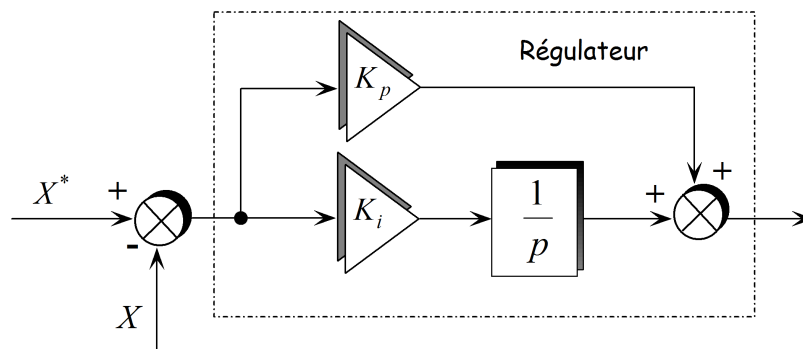 Régulateur
K_p
X* +
+
-
K_i
1
p
+
X